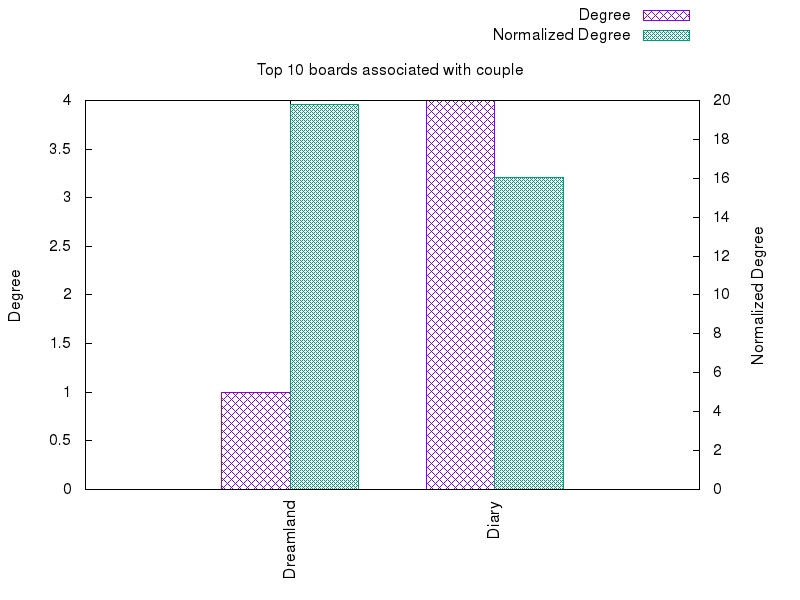 Degree
Normalized Degree
Top 10 boards associated with couple
4
3.5
3
2.5
2
1.5
1
0.5
0
Degree
20
18
16
14
12
10
8
6
4
2
0
Normalized Degree
Dreamland
Diary